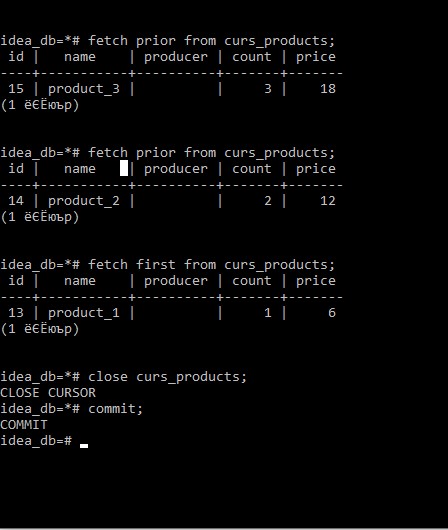 idea_db=*# fetch prior from curs_products;
 id |   name    | producer | count | price
----+-----------+----------+-------+-------
 15 | product_3 |          |     3 |    18
(1 ёЄЁюър)
idea_db=*# fetch prior from curs_products;
 id |   name    | producer | count | price
----+-----------+----------+-------+-------
 14 | product_2 |          |     2 |    12
(1 ёЄЁюър)
idea_db=*# fetch first from curs_products;
 id |   name    | producer | count | price
----+-----------+----------+-------+-------
 13 | product_1 |          |     1 |     6
(1 ёЄЁюър)
idea_db=*# close curs_products;
CLOSE CURSOR
idea_db=*# commit;
COMMIT
idea_db=#